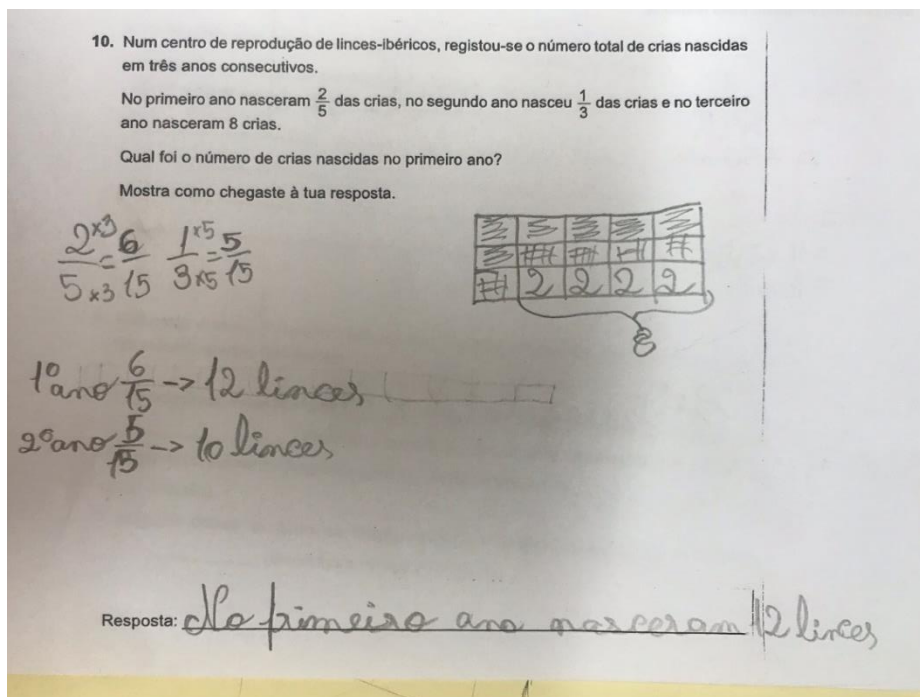 10. Num centro de reprodução de linces-ibéricos, registou-se o número total de crias nascidas
em três anos consecutivos.
No primeiro ano nasceram 2/5 das crias, no segundo ano nasceu 1/3 das crias e no terceiro
ano nasceram 8 crias.
Qual foi o número de crias nascidas no primeiro ano?
Mostra como chegaste à tua resposta.
2×3/5×3 = 6/15 1×5/3×5 = 5/15
2 2 2 2
8
1º ano 6/15 -> 12 linces
2º ano 5/15 -> 10 linces
Resposta: No primeiro ano nasceram 12 linces